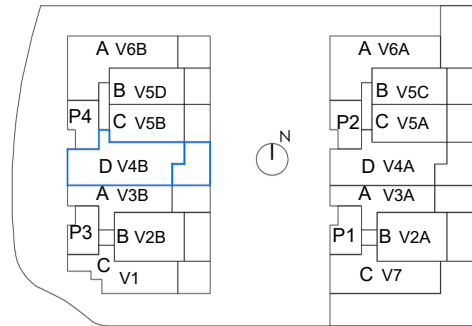 A V6B
B V5D
P4
C V5B
D V4B
A V3B
P3
B V2B
C
V1
N
A V6A
B V5C
P2
C V5A
D V4A
A V3A
P1
B V2A
C V7